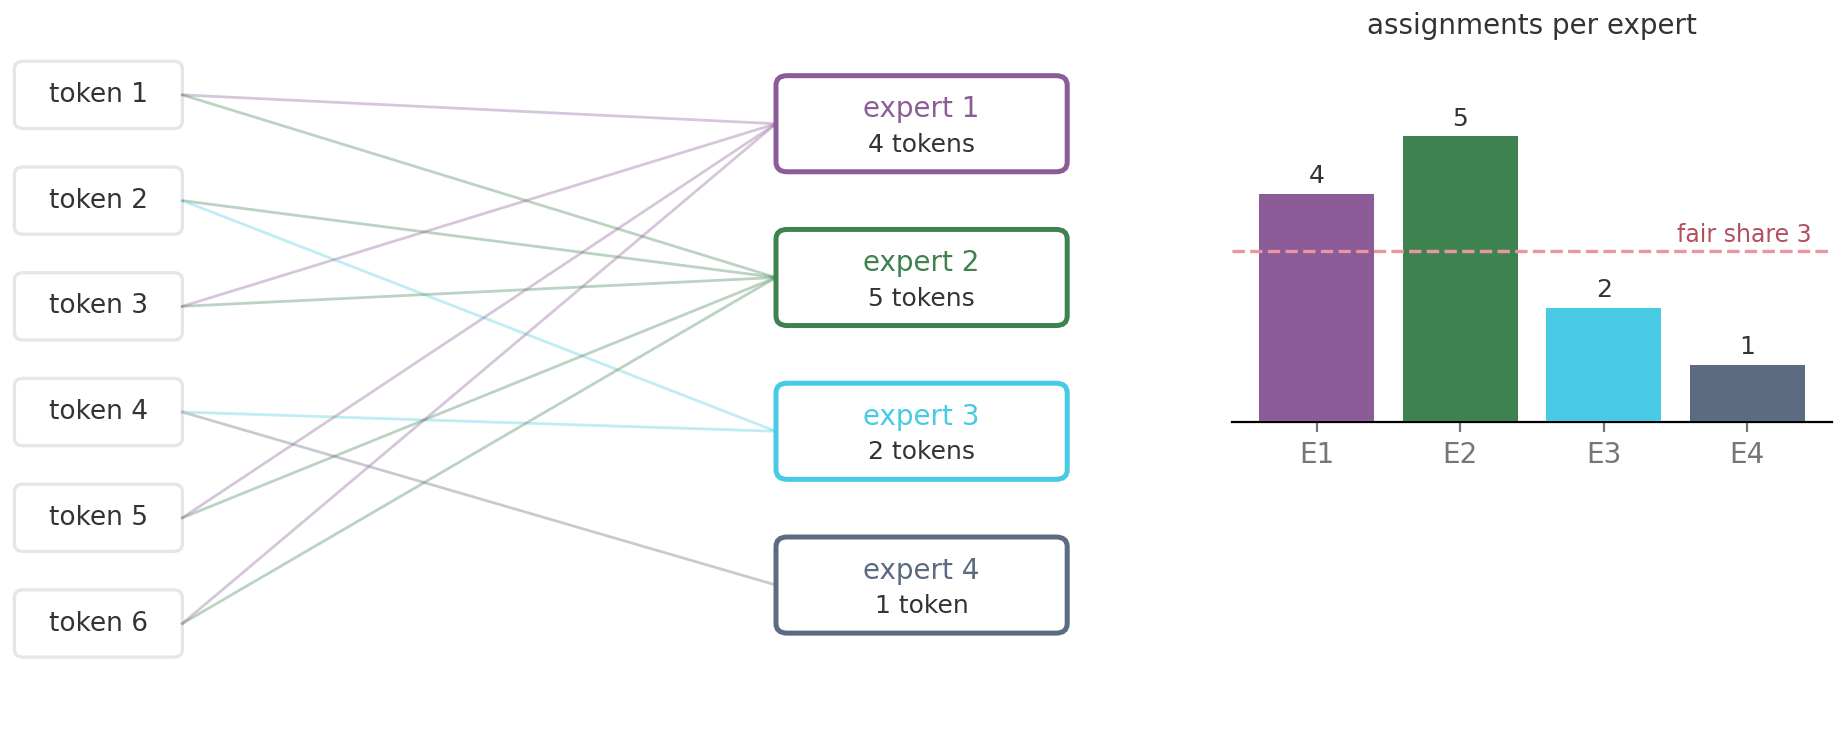 token 1
token 2
token 3
token 4
token 5
token 6
expert 1
4 tokens
expert 2
5 tokens
expert 3
2 tokens
expert 4
1 token
assignments per expert
4
5
2
1
fair share 3
E1
E2
E3
E4